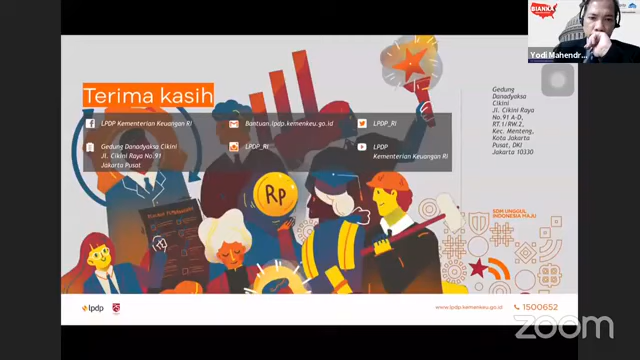 BIANKA
Yodi Mahendr...
Terima kasih
LPDP Kementerian Keuangan RI
Bantuan.lpdp.kemenkeu.go.id
LPDP_RI
Gedung Danadyaksa Cikini
Jl. Cikini Raya No.91
Jakarta Pusat
LPDP_RI
LPDP
Kementerian Keuangan RI
Gedung
Danadyaksa
Cikini
Jl. Cikini Raya
No.91 A-D,
RT.1/RW.2,
Kec. Menteng,
Kota Jakarta
Pusat, DKI
Jakarta 10330
RP
SDM UNGGUL
INDONESIA MAJU
lpdp
www.lpdp.kemenkeu.go.id
1500652
zoom